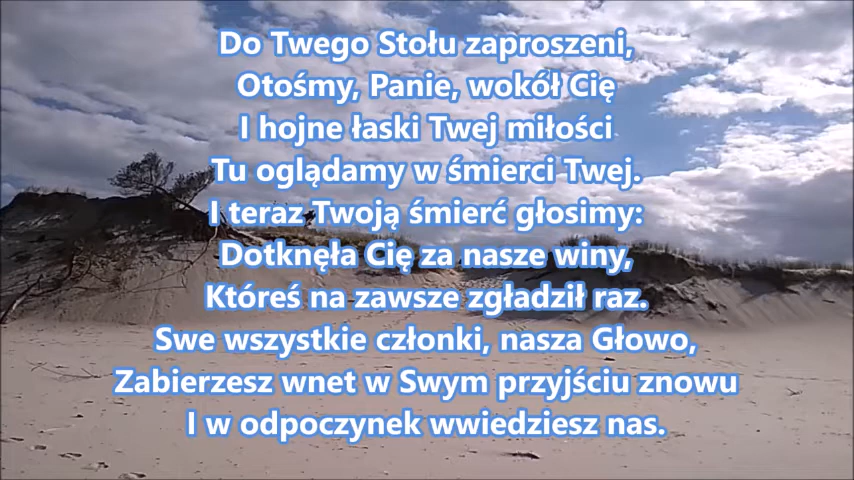 Do Twego Stołu zaproszeni,
Otośmy, Panie, wokół Cię
I hojne łaski Twej miłości
Tu oglądamy w śmierci Twej.
I teraz Twoją śmierć głosimy:
Dotknęła Cię za nasze winy,
Któreś na zawsze zgładził raz.
Swe wszystkie członki, nasza Głowo,
Zabierzesz wnet w Swym przyjściu znowu
I w odpoczynek wwiedziesz nas.